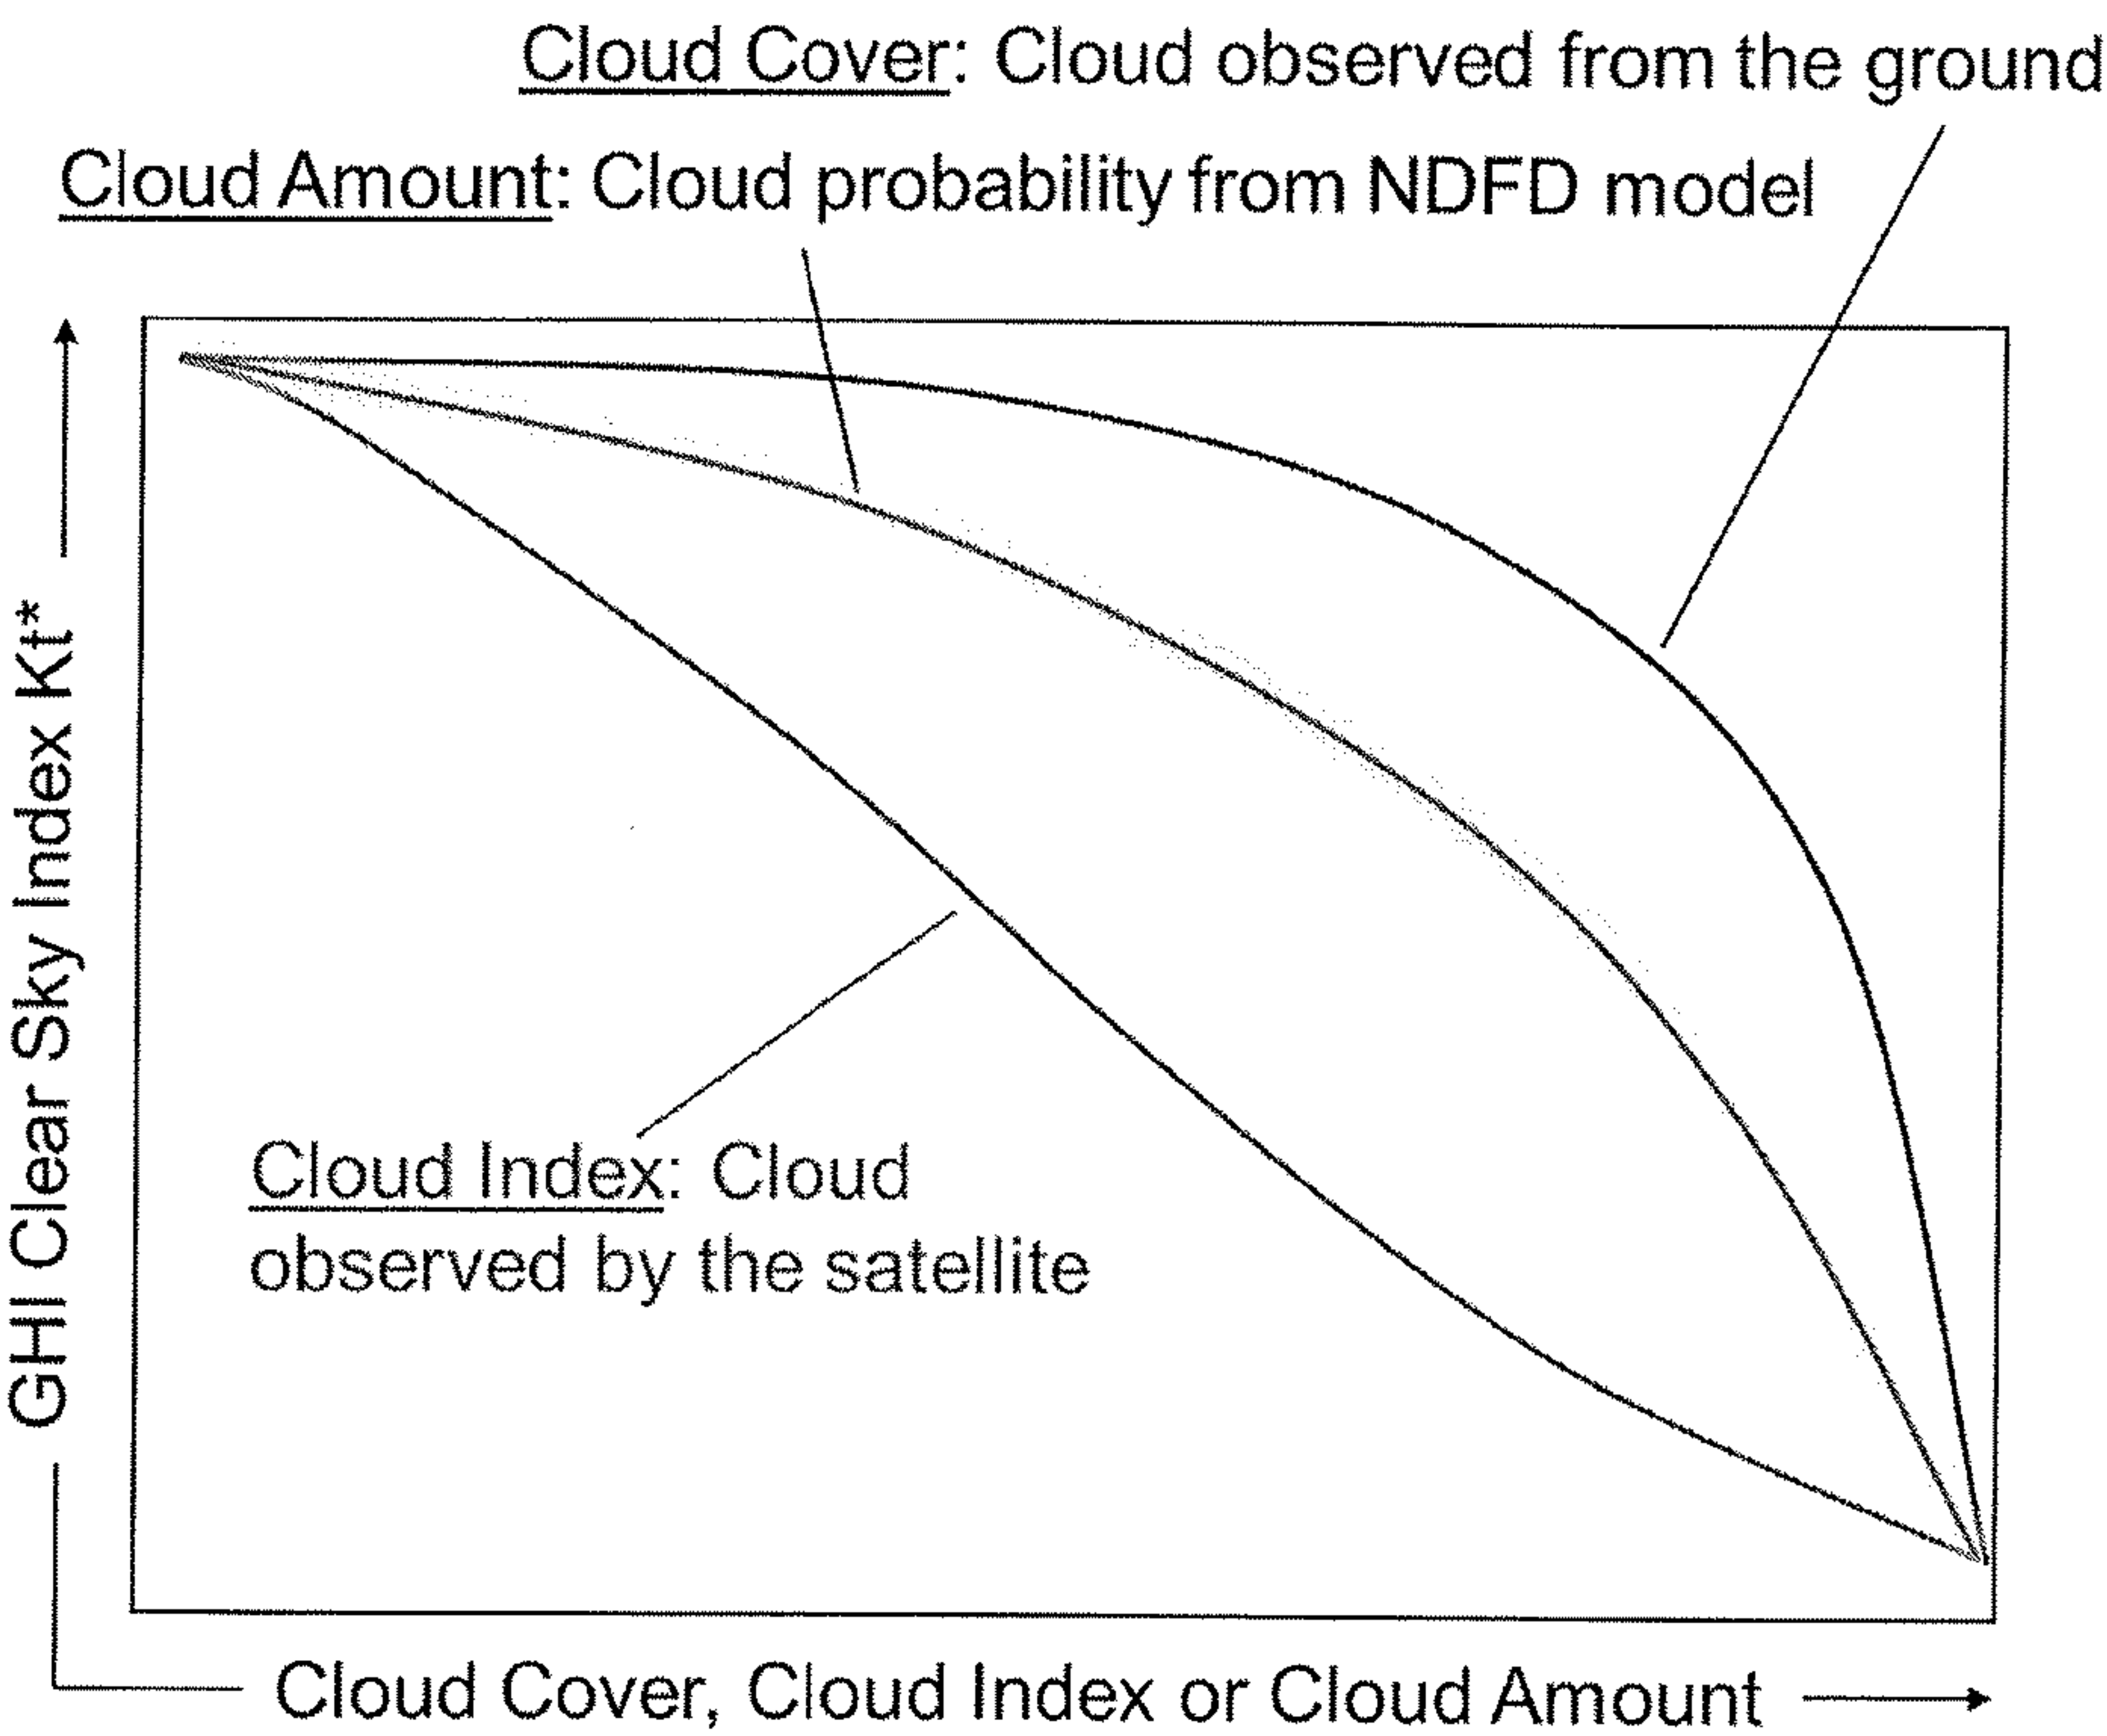 Cloud Cover: Cloud observed from the ground
Cloud Amount: Cloud probability from NDFD model
GHI Clear Sky Index Kt*
Cloud Index: Cloud
observed by the satellite
Cloud Cover, Cloud Index or Cloud Amount